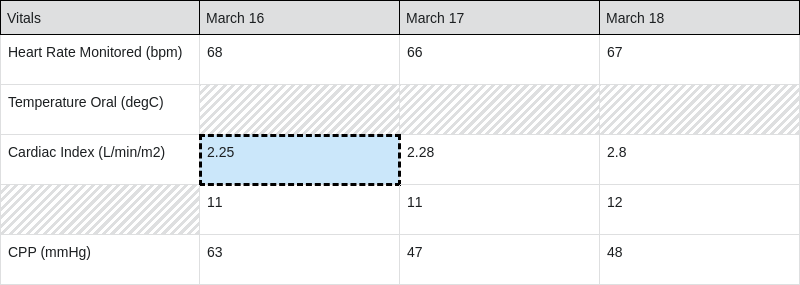 Vitals March 16 March 17 March 18
Heart Rate Monitored (bpm) 68 66 67
Temperature Oral (degC)
Cardiac Index (L/min/m2) 2.25 2.28 2.8
11 11 12
CPP (mmHg) 63 47 48